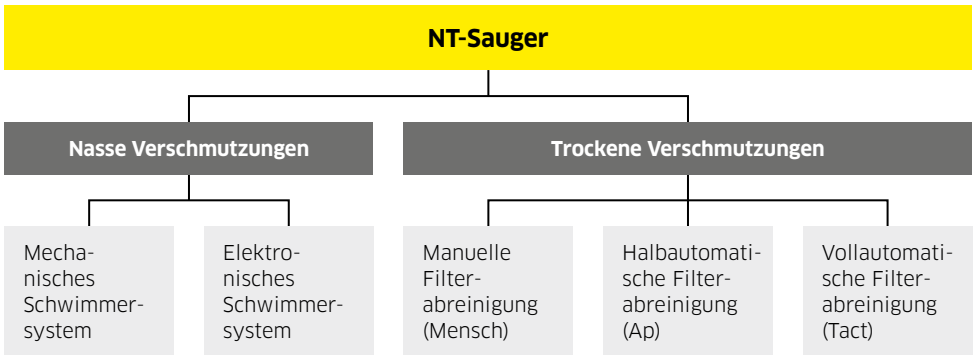 NT-Sauger
Nasse Verschmutzungen
Trockene Verschmutzungen
Mecha-
nisches
Schwimmer-
system
Elektro-
nisches
Schwimmer-
system
Manuelle
Filter-
abreinigung
(Mensch)
Halbautomati-
sche Filter-
abreinigung
(Ap)
Vollautomati-
sche Filter-
abreinigung
(Tact)